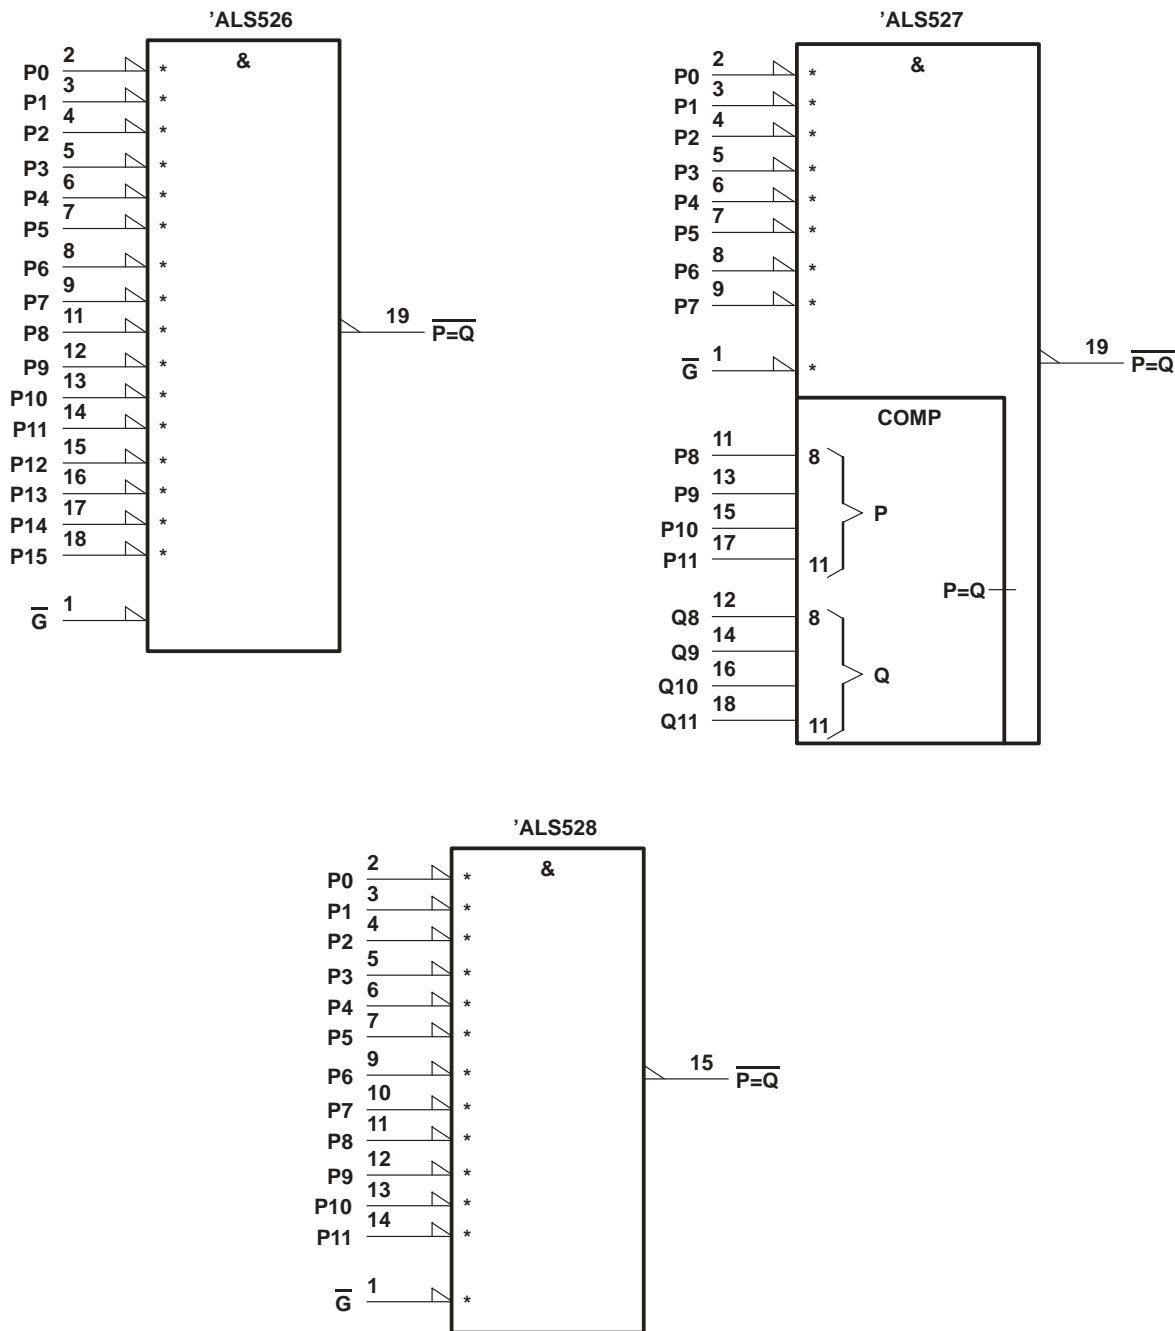 ’ALS526
&
P0 2 *
P1 3 *
P2 4 *
P3 5 *
P4 6 *
P5 7 *
P6 8 *
P7 9 *
P8 11 *
P9 12 *
P10 13 *
P11 14 *
P12 15 *
P13 16 *
P14 17 *
P15 18 *
G̅ 1
19 P̅=̅Q̅
’ALS527
&
P0 2 *
P1 3 *
P2 4 *
P3 5 *
P4 6 *
P5 7 *
P6 8 *
P7 9 *
G̅ 1 *
19 P̅=̅Q̅
COMP
P8 11 8
P9 13
P
P10 15
P11 17 11
P=Q
Q8 12 8
Q9 14
Q
Q10 16
Q11 18 11
’ALS528
&
P0 2 *
P1 3 *
P2 4 *
P3 5 *
P4 6 *
P5 7 *
P6 9 *
P7 10 *
P8 11 *
P9 12 *
P10 13 *
P11 14 *
G̅ 1 *
15 P̅=̅Q̅